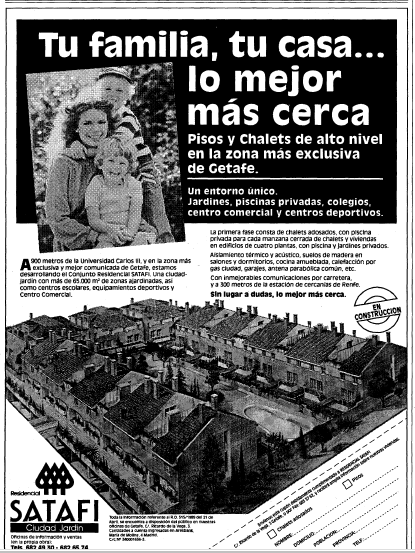 Tu familia, tu casa...
lo mejor
más cerca
Pisos y Chalets de alto nivel
en la zona más exclusiva
de Getafe.
Un entorno único.
Jardines, piscinas privadas, colegios,
centro comercial y centros deportivos.
A 900 metros de la Universidad Carlos III, y en la zona más
exclusiva y mejor comunicada de Getafe, estamos
desarrollando el Conjunto Residencial SATAFI. Una ciudad-
jardín con más de 65.000 m² de zonas ajardinadas, así
como centros escolares, equipamientos deportivos y
Centro Comercial.
La primera fase consta de chalets adosados, con piscina
privada para cada manzana cerrada de chalets y viviendas
en edificios de cuatro plantas, con piscina y jardines privados.
Aislamiento térmico y acústico, suelos de madera en
salones y dormitorios, cocina amueblada, calefacción por
gas ciudad, garajes, antena parabólica común, etc.
Con inmejorables comunicaciones por carretera,
y a 300 metros de la estación de cercanías de Renfe.
Sin lugar a dudas, lo mejor más cerca.
EN
CONSTRUCCION
Residencial
SATAFI
Ciudad Jardín
Oficinas de información y ventas
(en la propia obra):
Tels. 682 49 30 - 682 65 74
Toda la información referente al R.D. 515/1989 del 21 de
Abril, se encuentra a disposición del público en nuestras
oficinas de Getafe. C/. Ricardo de la Vega, 3.
Cantidades a cuenta ingresadas en
María de Molina, 6 Madrid.
PISOS
CHALETS ADOSADOS
NOMBRE:
DOMICILIO:
POBLACION:
PROVINCIA:
TELF.: